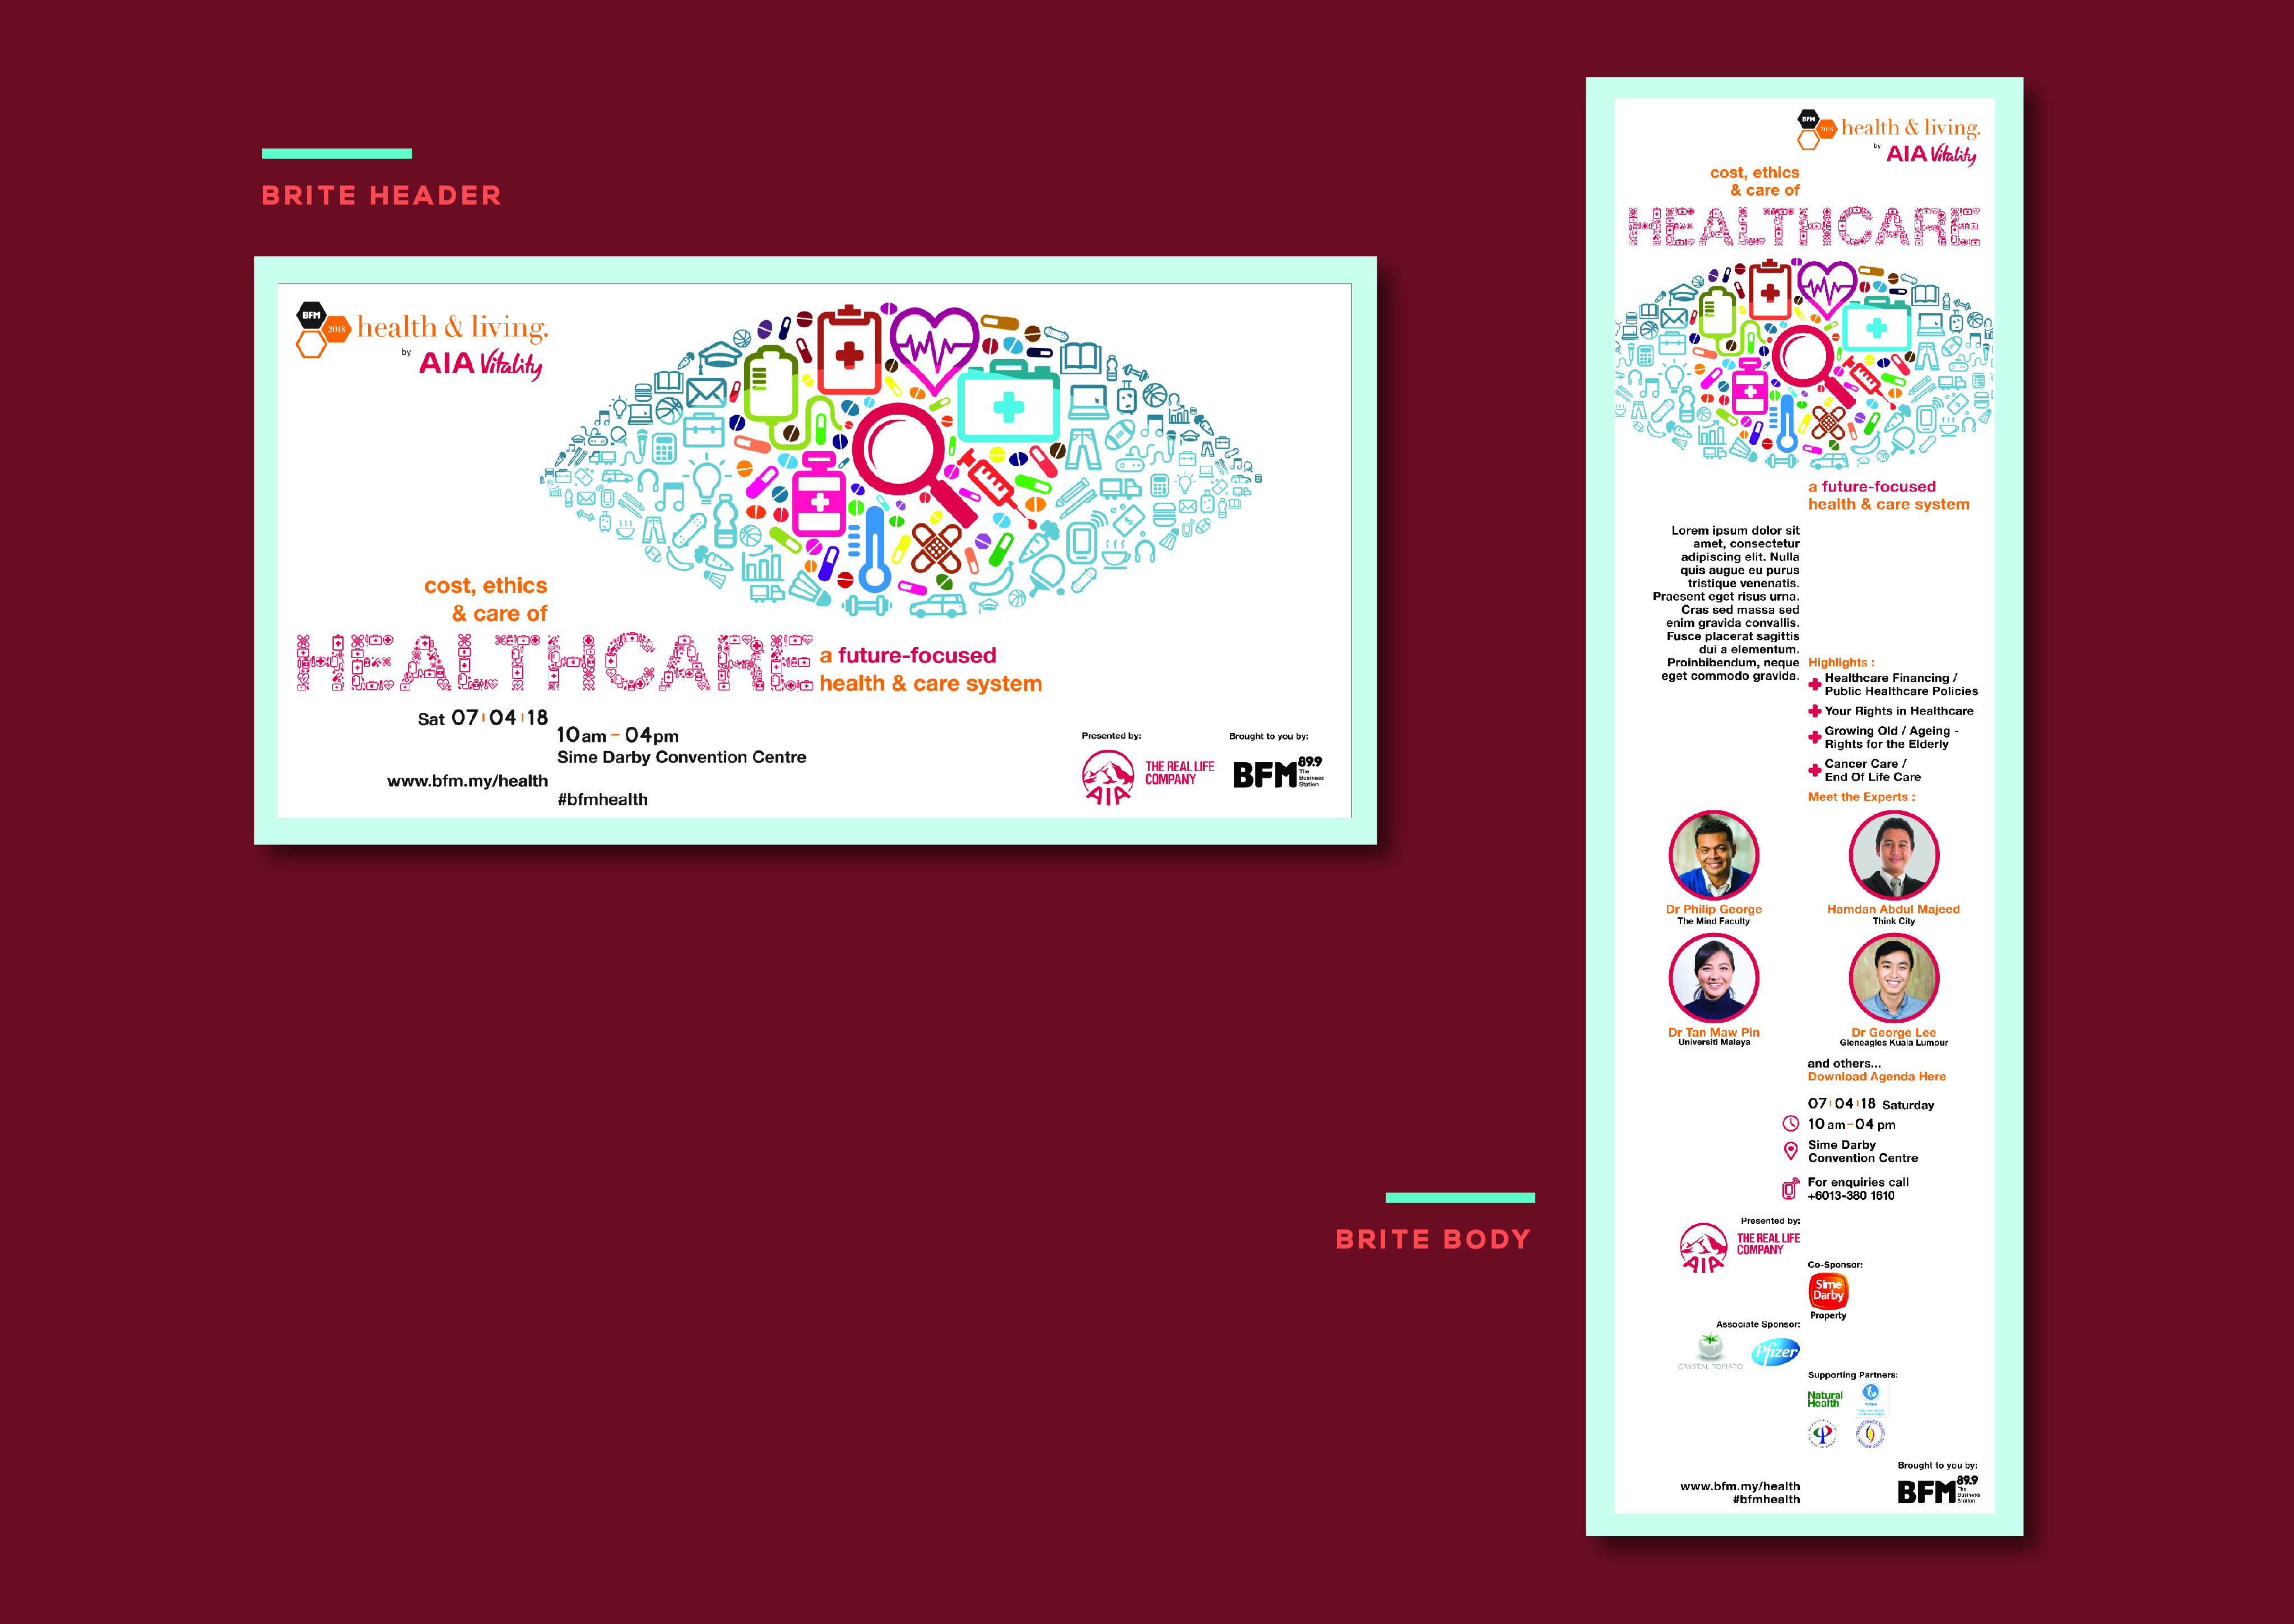 BRITE HEADER
BFM
2018
health & living.
by
AIA Vitality
cost, ethics
& care of
HEALTHCARE
a future-focused
health & care system
Sat 07 04 18
10am – 04pm
Sime Darby Convention Centre
www.bfm.my/health
#bfmhealth
Presented by:
AIA
THE REAL LIFE
COMPANY
Brought to you by:
BFM 89.9
The
Business
Station
BRITE BODY
BFM
2018
health & living.
by
AIA Vitality
cost, ethics
& care of
HEALTHCARE
a future-focused
health & care system
Lorem ipsum dolor sit
amet, consectetur
adipiscing elit. Nulla
quis augue eu purus
tristique venenatis.
Praesent eget risus urna.
Cras sed massa sed
enim gravida convallis.
Fusce placerat sagittis
dui a elementum.
Proinbibendum, neque
eget commodo gravida.
Highlights :
Healthcare Financing /
Public Healthcare Policies
Your Rights in Healthcare
Growing Old / Ageing -
Rights for the Elderly
Cancer Care /
End Of Life Care
Meet the Experts :
Dr Philip George
The Mind Faculty
Hamdan Abdul Majeed
Think City
Dr Tan Maw Pin
Universiti Malaya
Dr George Lee
Gleneagles Kuala Lumpur
and others...
Download Agenda Here
07 04 18 Saturday
10 am – 04 pm
Sime Darby
Convention Centre
For enquiries call
+6013-380 1610
Presented by:
AIA
THE REAL LIFE
COMPANY
Co-Sponsor:
Sime
Darby
Property
Associate Sponsor:
CRYSTAL TOMATO
Pfizer
Supporting Partners:
Natural
Health
www.bfm.my/health
#bfmhealth
Brought to you by:
BFM 89.9
The
Business
Station